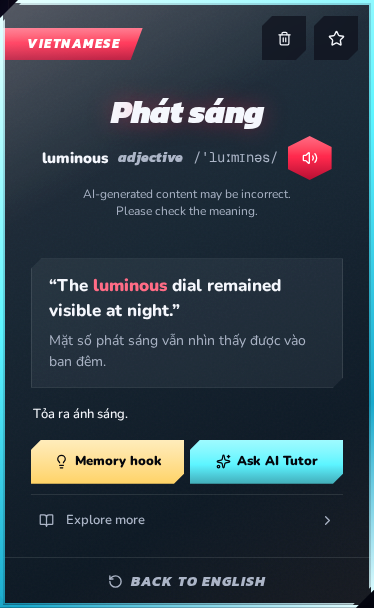 VIETNAMESE
Phát sáng
luminous adjective /ˈluːmɪnəs/
AI-generated content may be incorrect.
Please check the meaning.
“The luminous dial remained
visible at night.”
Mặt số phát sáng vẫn nhìn thấy được vào
ban đêm.
Tỏa ra ánh sáng.
Memory hook
Ask AI Tutor
Explore more
BACK TO ENGLISH